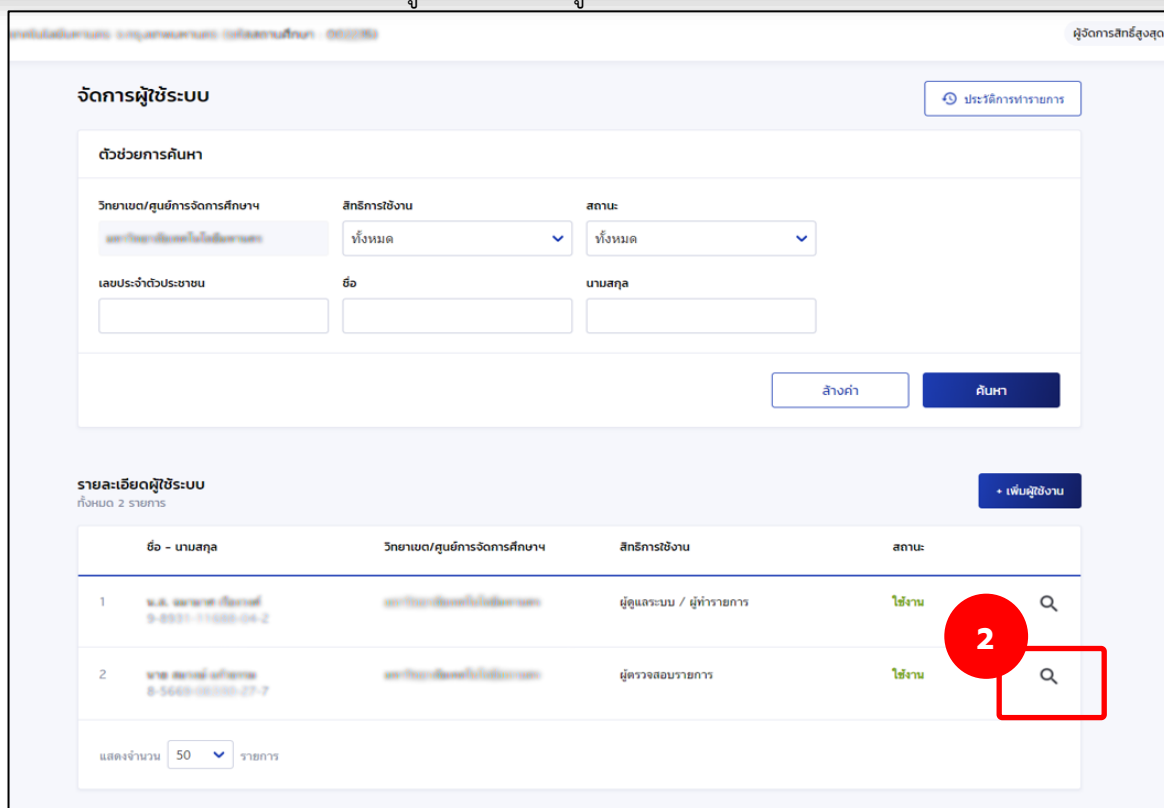 ผู้จัดการสิทธิ์สูงสุด
จัดการผู้ใช้ระบบ
ประวัติการทำรายการ
ตัวช่วยการค้นหา
วิทยาเขต/ศูนย์การจัดการศึกษาฯ สิทธิการใช้งาน สถานะ
ทั้งหมด ทั้งหมด
เลขประจำตัวประชาชน ชื่อ นามสกุล
ล้างค่า ค้นหา
รายละเอียดผู้ใช้ระบบ
ทั้งหมด 2 รายการ
+ เพิ่มผู้ใช้งาน
ชื่อ - นามสกุล วิทยาเขต/ศูนย์การจัดการศึกษาฯ สิทธิการใช้งาน สถานะ
1 ผู้ดูแลระบบ / ผู้ทำรายการ ใช้งาน
2
2 ผู้ตรวจสอบรายการ ใช้งาน
แสดงจำนวน 50 รายการ